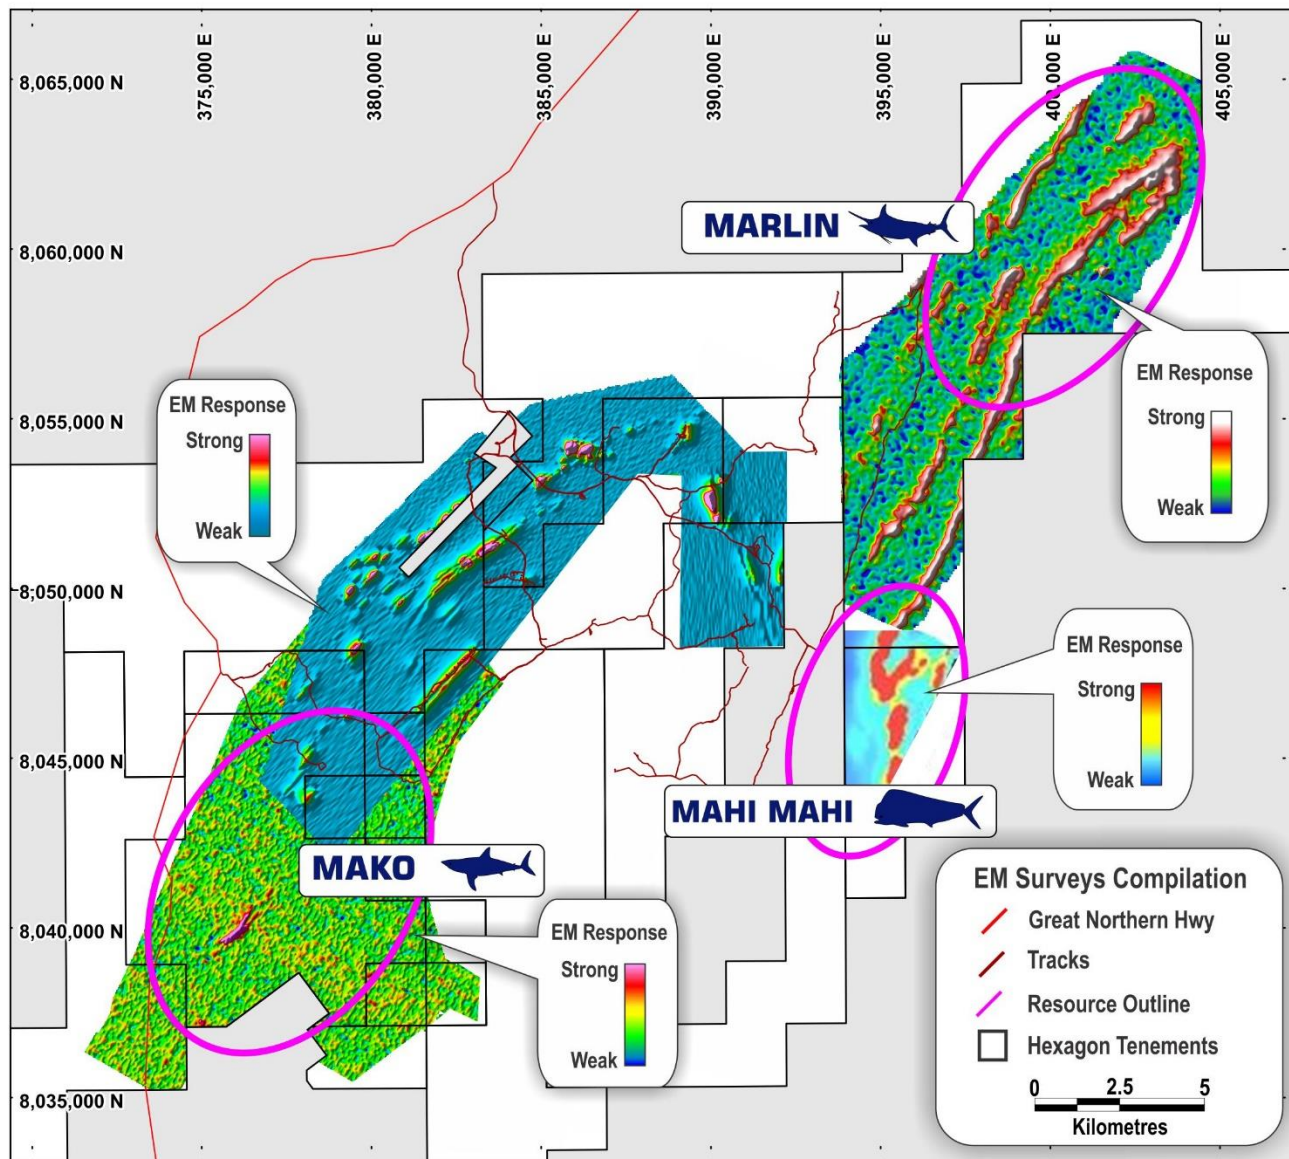 375,000 E
380,000 E
385,000 E
390,000 E
395,000 E
400,000 E
405,000 E
8,065,000 N
8,060,000 N
8,055,000 N
8,050,000 N
8,045,000 N
8,040,000 N
8,035,000 N
MARLIN
EM Response
Strong
Weak
EM Response
Strong
Weak
EM Response
Strong
Weak
MAHI MAHI
MAKO
EM Response
Strong
Weak
EM Surveys Compilation
Great Northern Hwy
Tracks
Resource Outline
Hexagon Tenements
0 2.5 5
Kilometres